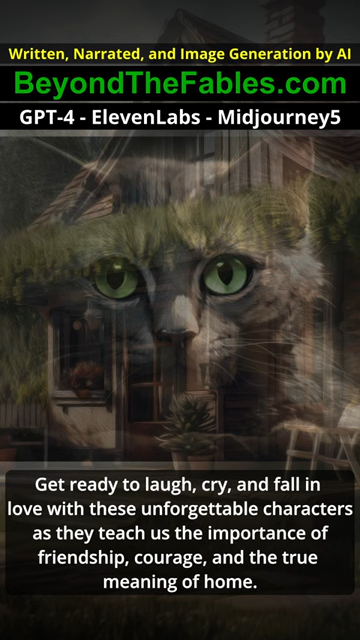 Written, Narrated, and Image Generation by AI
BeyondTheFables.com
GPT-4 - ElevenLabs - Midjourney5
Get ready to laugh, cry, and fall in
love with these unforgettable characters
as they teach us the importance of
friendship, courage, and the true
meaning of home.